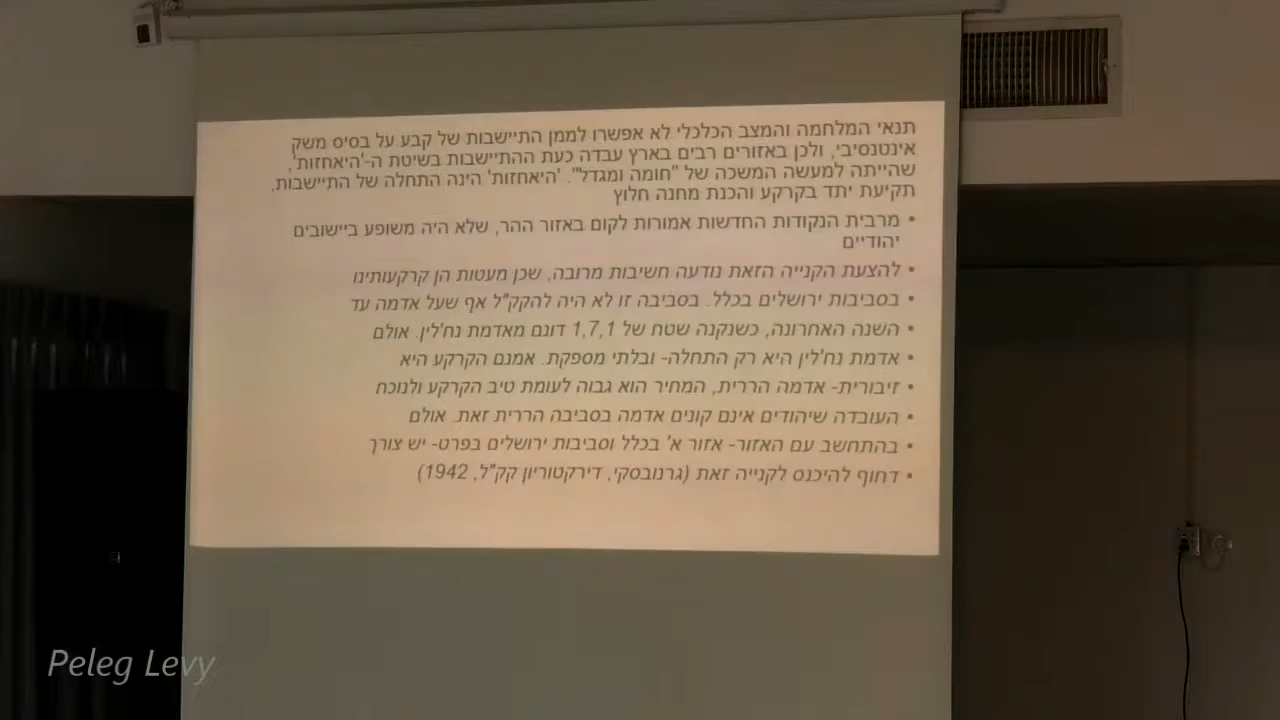 תנאי המלחמה והמצב הכלכלי לא אפשרו לממן התיישבות של קבע על בסיס משק
אינטנסיבי, ולכן באזורים רבים בארץ עבדה כעת ההתיישבות בשיטת ה-'היאחזות',
שהייתה למעשה המשכה של "חומה ומגדל". 'היאחזות' הינה התחלה של התיישבות,
תקיעת יתד בקרקע והכנת מחנה חלוץ
• מרבית הנקודות החדשות אמורות לקום באזור ההר, שלא היה משופע ביישובים
יהודיים
• להצעת הקנייה הזאת נודעה חשיבות מרובה, שכן מעטות הן קרקעותינו
• בסביבות ירושלים בכלל. בסביבה זו לא היה להקק"ל אף שעל אדמה עד
• השנה האחרונה, כשנקנה שטח של 1,7,1 דונם מאדמת נח'לין. אולם
• אדמת נח'לין היא רק התחלה- ובלתי מספקת. אמנם הקרקע היא
• זיבורית- אדמה הררית, המחיר הוא גבוה לעומת טיב הקרקע ולנוכח
• העובדה שיהודים אינם קונים אדמה בסביבה הררית זאת. אולם
• בהתחשב עם האזור- אזור א' בכלל וסביבות ירושלים בפרט- יש צורך
• דחוף להיכנס לקנייה זאת (גרנובסקי, דירקטוריון קק"ל, 1942)
Peleg Levy